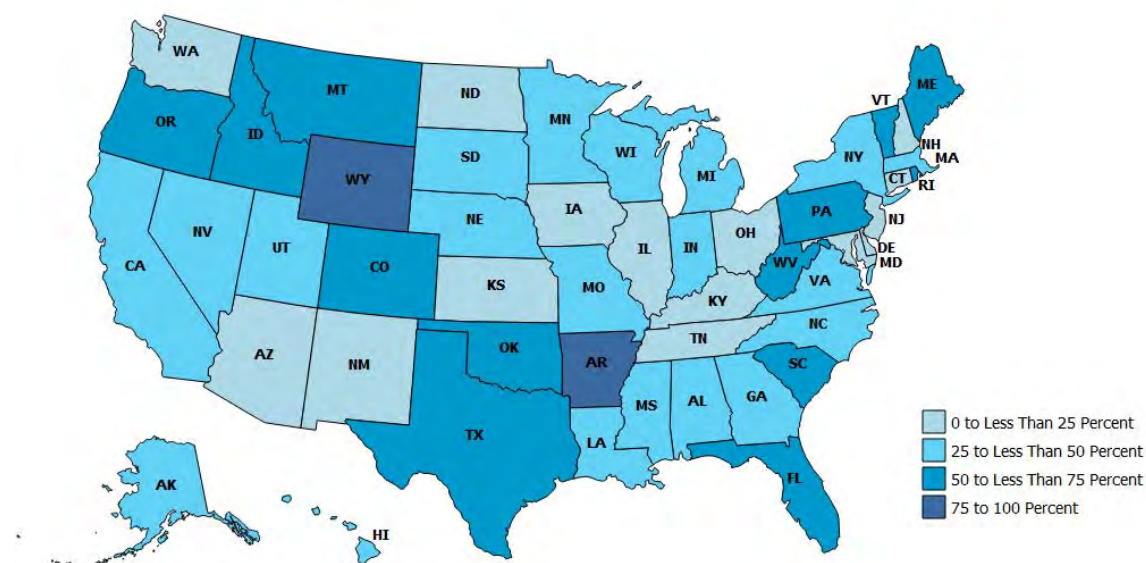 WA
MT
ND
MN
ME
VT
OR
ID
NH
MA
SD
WI
NY
MI
WY
CT
RI
IA
PA
NE
NJ
NV
UT
IL
IN
OH
DE
CO
WV
MD
CA
KS
MO
KY
VA
NC
TN
AZ
NM
OK
AR
SC
MS
AL
GA
TX
LA
FL
AK
HI
0 to Less Than 25 Percent
25 to Less Than 50 Percent
50 to Less Than 75 Percent
75 to 100 Percent